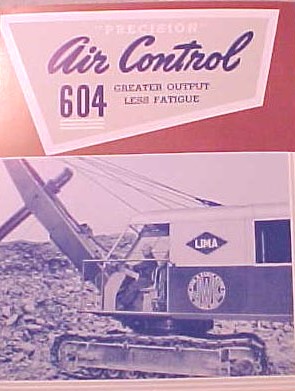 "PRECISION"
Air Control
604
GREATER OUTPUT
LESS FATIGUE
LIMA